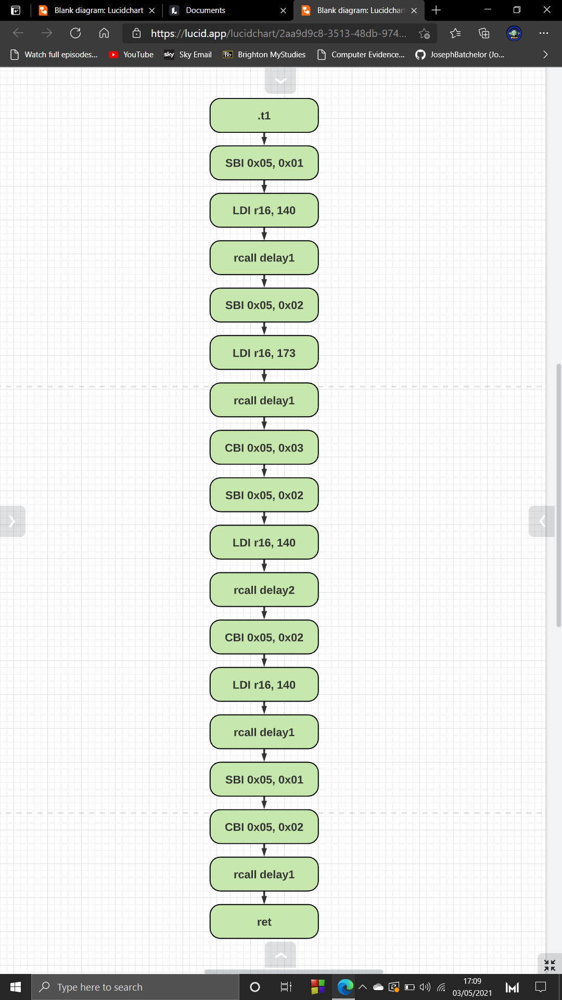 Blank diagram: Lucidchart
Documents
Blank diagram: Lucidchar
https://lucid.app/lucidchart/2aa9d9c8-3513-48db-974...
Watch full episodes...
YouTube
sky Sky Email
Bb Brighton MyStudies
Computer Evidence...
JosephBatchelor (Jo...
.t1
SBI 0x05, 0x01
LDI r16, 140
rcall delay1
SBI 0x05, 0x02
LDI r16, 173
rcall delay1
CBI 0x05, 0x03
SBI 0x05, 0x02
LDI r16, 140
rcall delay2
CBI 0x05, 0x02
LDI r16, 140
rcall delay1
SBI 0x05, 0x01
CBI 0x05, 0x02
rcall delay1
ret
Type here to search
17:09
03/05/2021